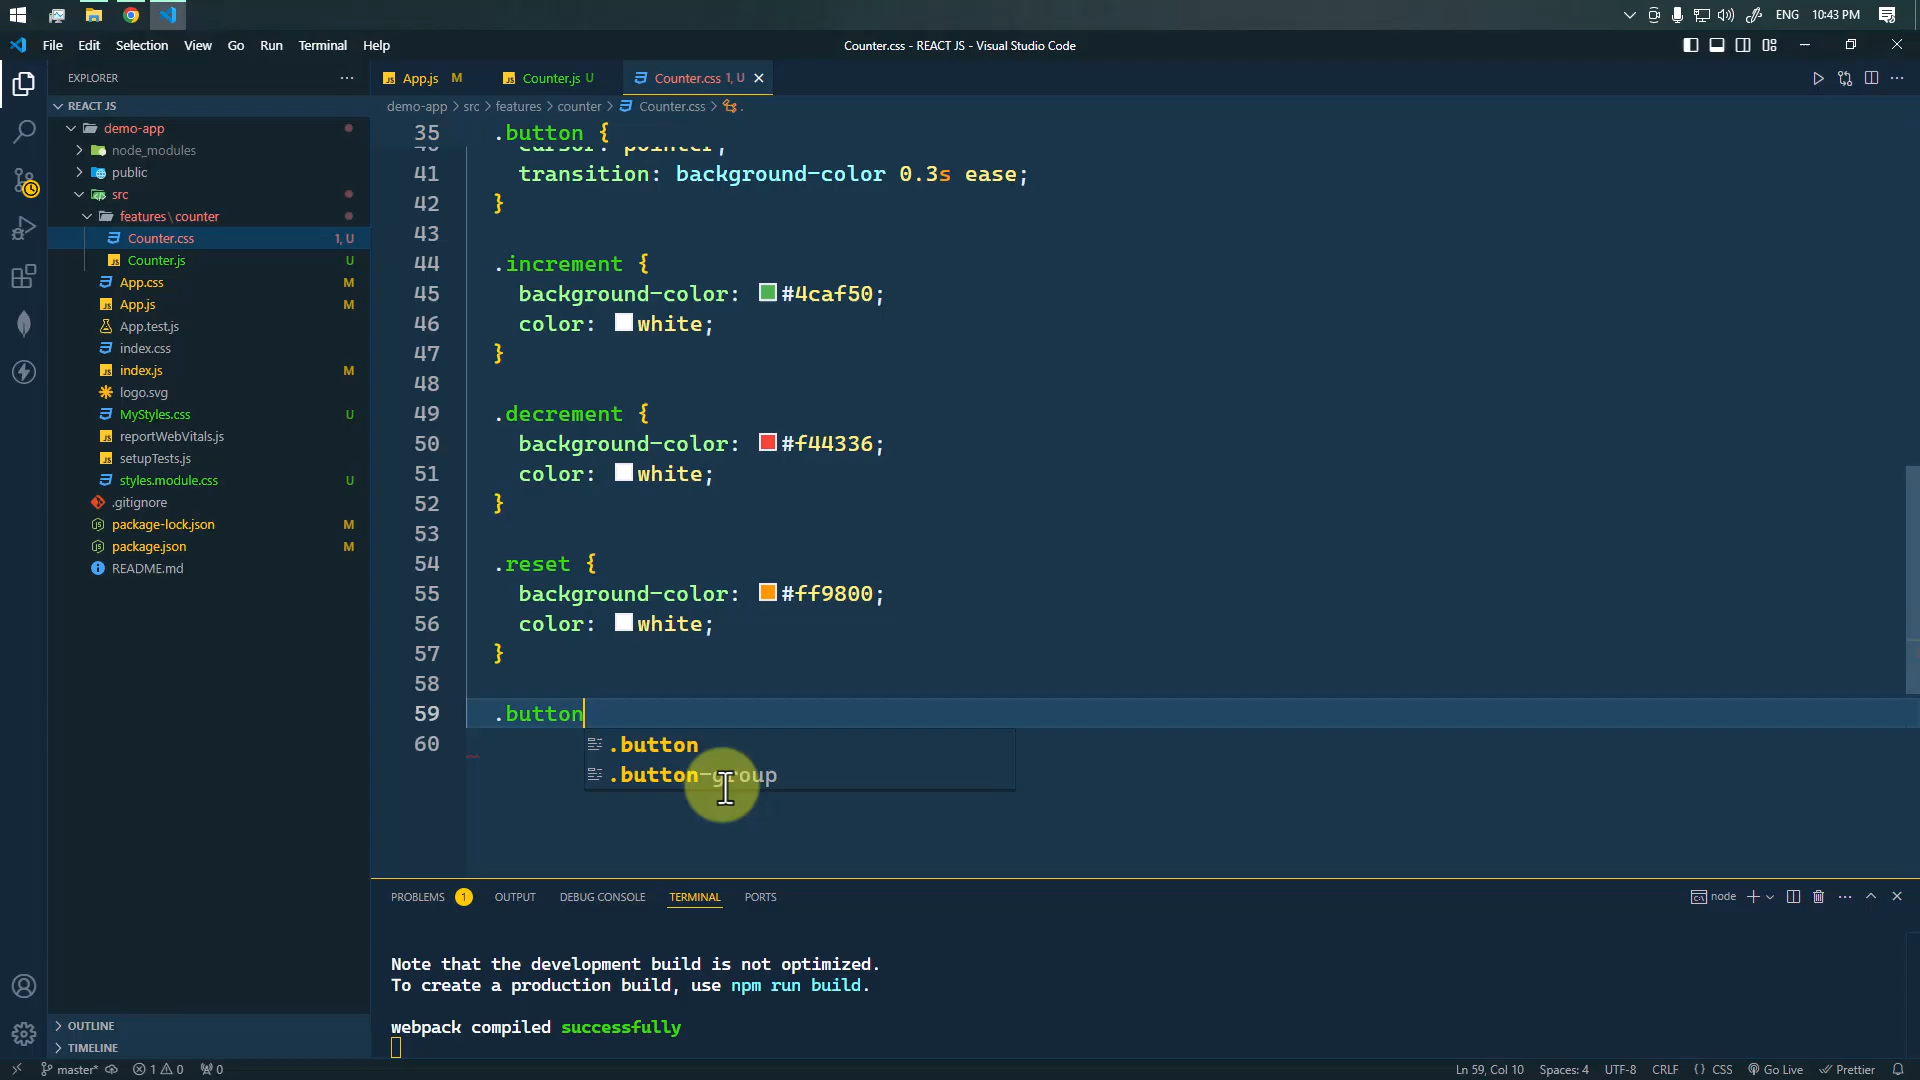 ENG 10:43 PM
File Edit Selection View Go Run Terminal Help
Counter.css - REACT JS - Visual Studio Code
EXPLORER
App.js M
Counter.js U
Counter.css 1, U
REACT JS
demo-app > src > features > counter > Counter.css > .
demo-app
node_modules
public
src
features\counter
Counter.css 1, U
Counter.js U
App.css M
App.js M
App.test.js
index.css
index.js M
logo.svg
MyStyles.css U
reportWebVitals.js
setupTests.js
styles.module.css U
.gitignore
package-lock.json M
package.json M
README.md
OUTLINE
TIMELINE
35 .button {
cursor: pointer;
41 transition: background-color 0.3s ease;
42 }
43
44 .increment {
45 background-color: #4caf50;
46 color: white;
47 }
48
49 .decrement {
50 background-color: #f44336;
51 color: white;
52 }
53
54 .reset {
55 background-color: #ff9800;
56 color: white;
57 }
58
59 .button
60
.button
.button-group
PROBLEMS 1 OUTPUT DEBUG CONSOLE TERMINAL PORTS
node
Note that the development build is not optimized.
To create a production build, use npm run build.
webpack compiled successfully
master* 1 0 0
Ln 59, Col 10 Spaces: 4 UTF-8 CRLF {} CSS Go Live Prettier